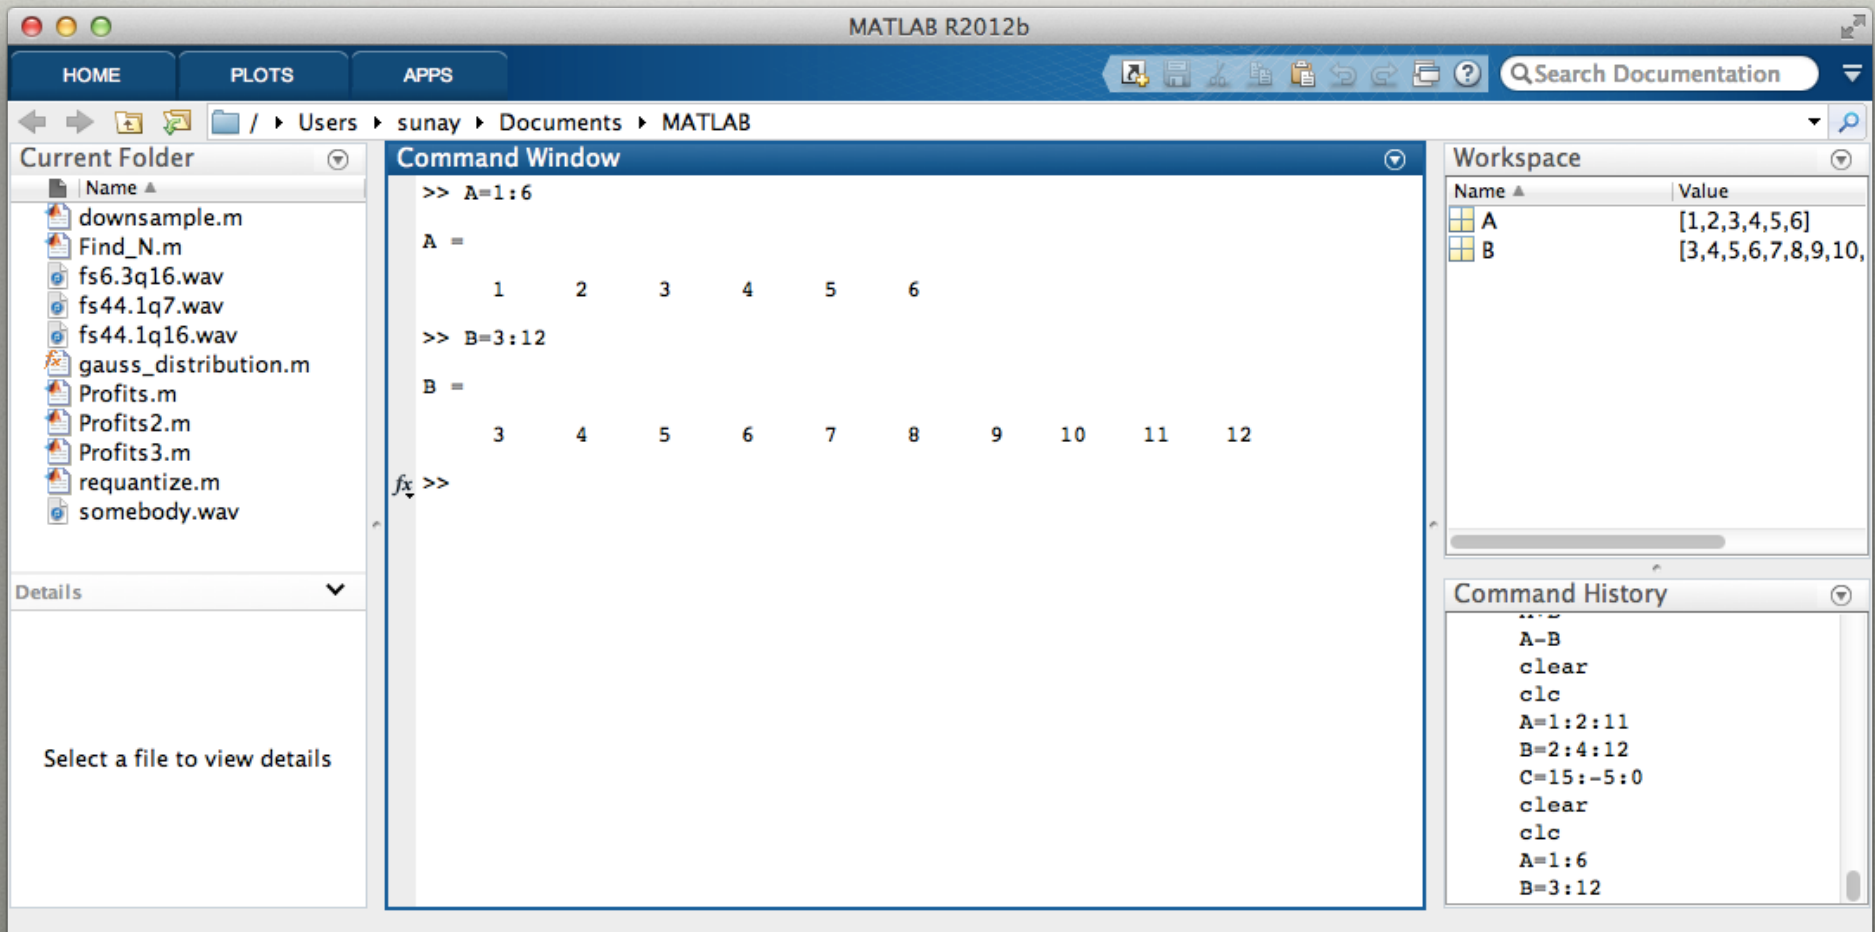 MATLAB R2012b
HOME PLOTS APPS
Search Documentation
/ Users sunay Documents MATLAB
Current Folder
Name
downsample.m
Find_N.m
fs6.3q16.wav
fs44.1q7.wav
fs44.1q16.wav
gauss_distribution.m
Profits.m
Profits2.m
Profits3.m
requantize.m
somebody.wav
Details
Select a file to view details
Command Window
>> A=1:6
A =
1 2 3 4 5 6
>> B=3:12
B =
3 4 5 6 7 8 9 10 11 12
fx >>
Workspace
Name Value
A [1,2,3,4,5,6]
B [3,4,5,6,7,8,9,10,
Command History
A-B
clear
clc
A=1:2:11
B=2:4:12
C=15:-5:0
clear
clc
A=1:6
B=3:12